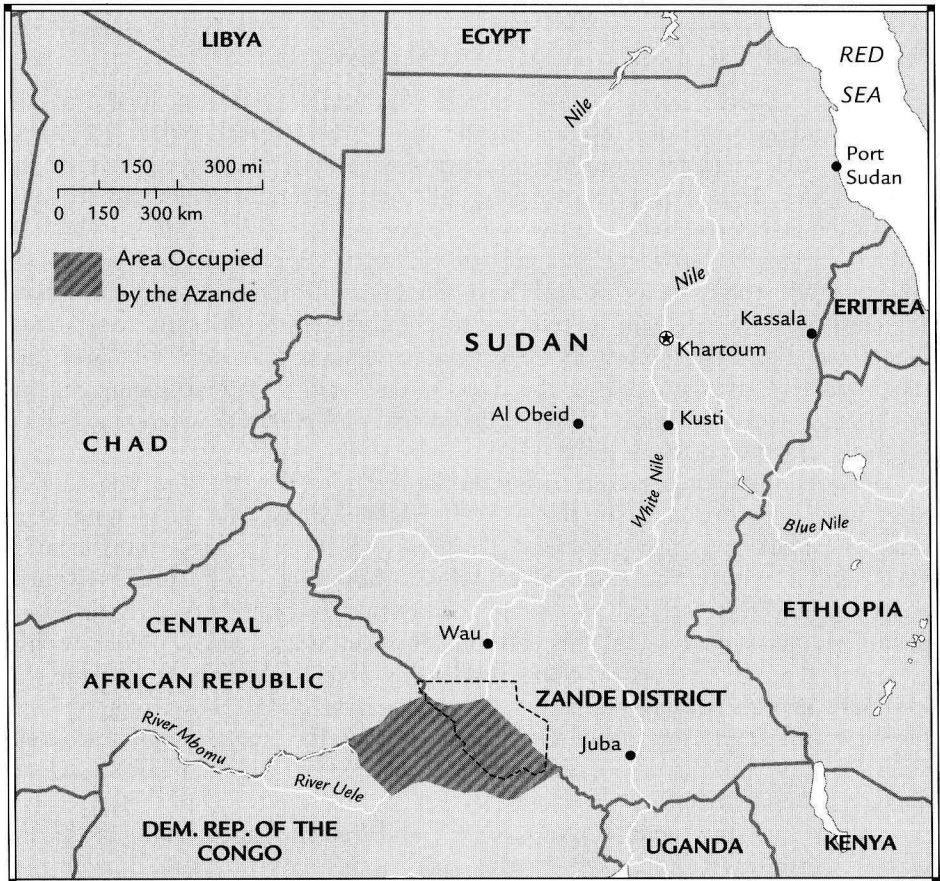 LIBYA
EGYPT
RED
SEA
Nile
Port
Sudan
0 150 300 mi
0 150 300 km
Area Occupied
by the Azande
Nile
ERITREA
Kassala
SUDAN
Khartoum
Al Obeid
Kusti
CHAD
White Nile
Blue Nile
ETHIOPIA
CENTRAL
AFRICAN REPUBLIC
Wau
ZANDE DISTRICT
River Mbomu
Juba
River Uele
DEM. REP. OF THE
CONGO
UGANDA
KENYA